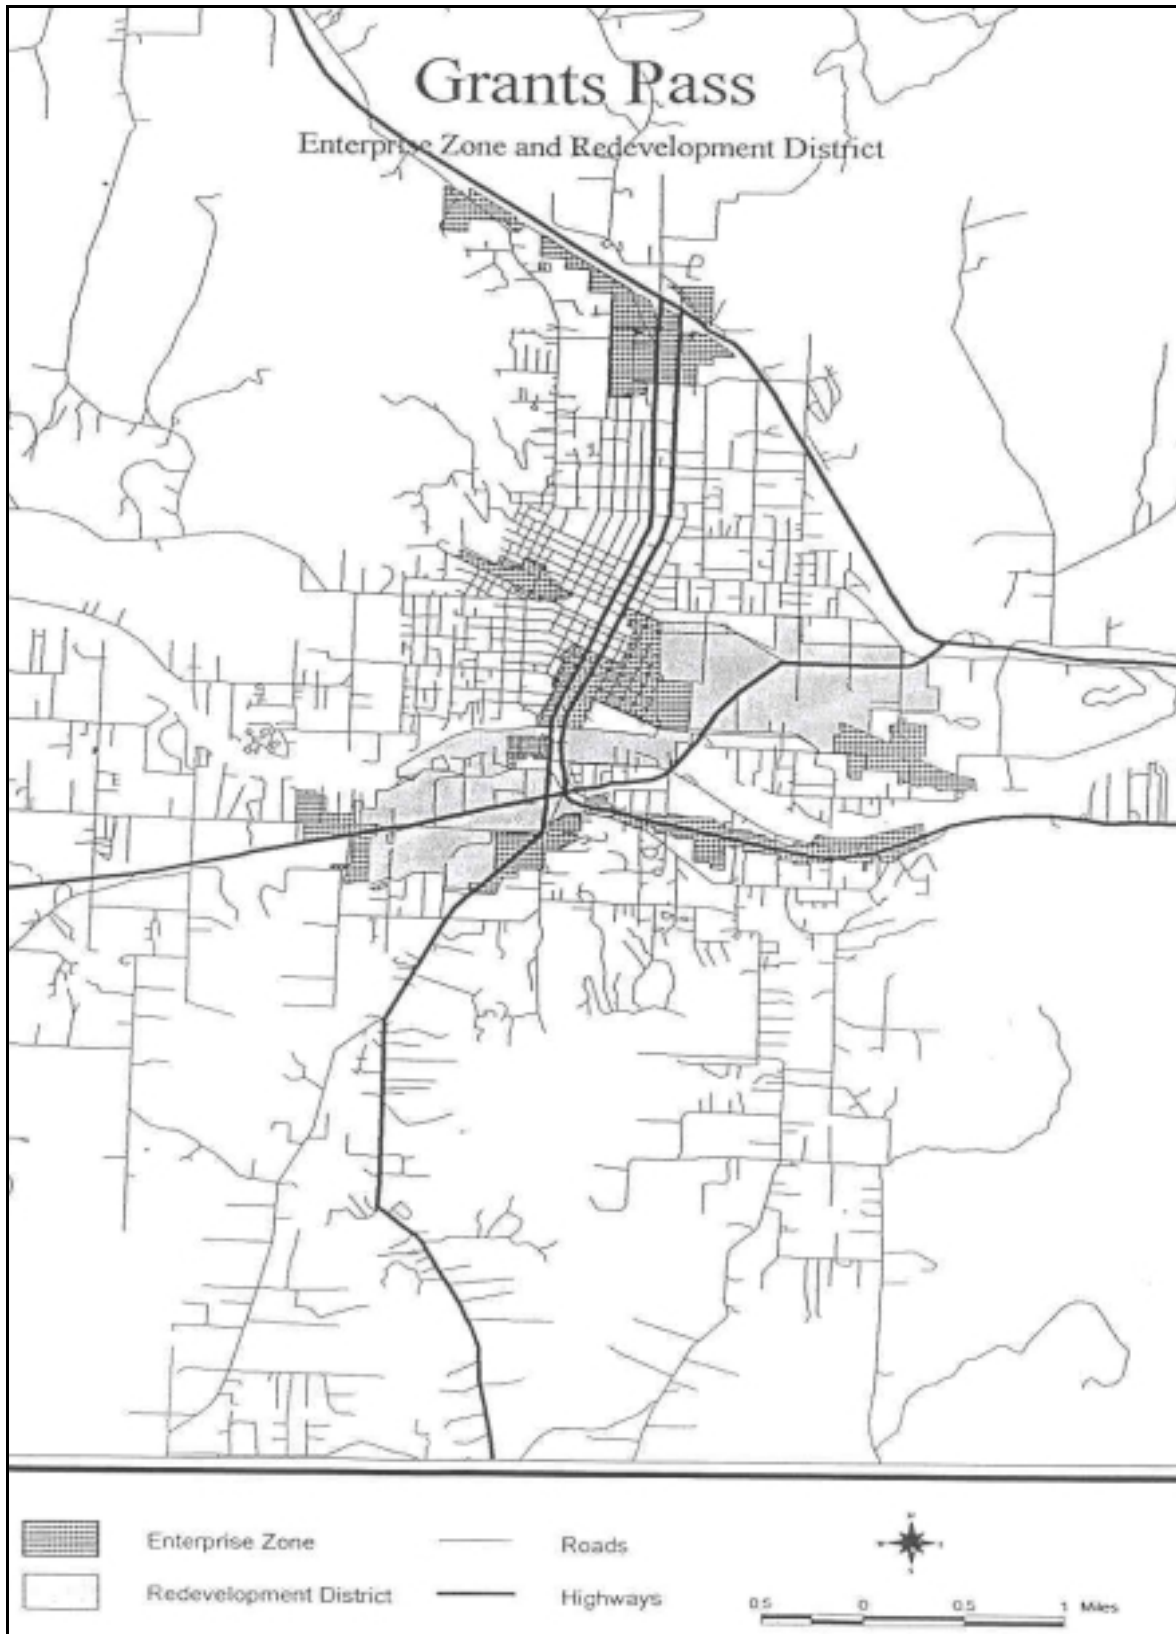 Grants Pass
Enterprise Zone and Redevelopment District
Enterprise Zone
Roads
Redevelopment District
Highways
0.5 0 0.5 1 Miles